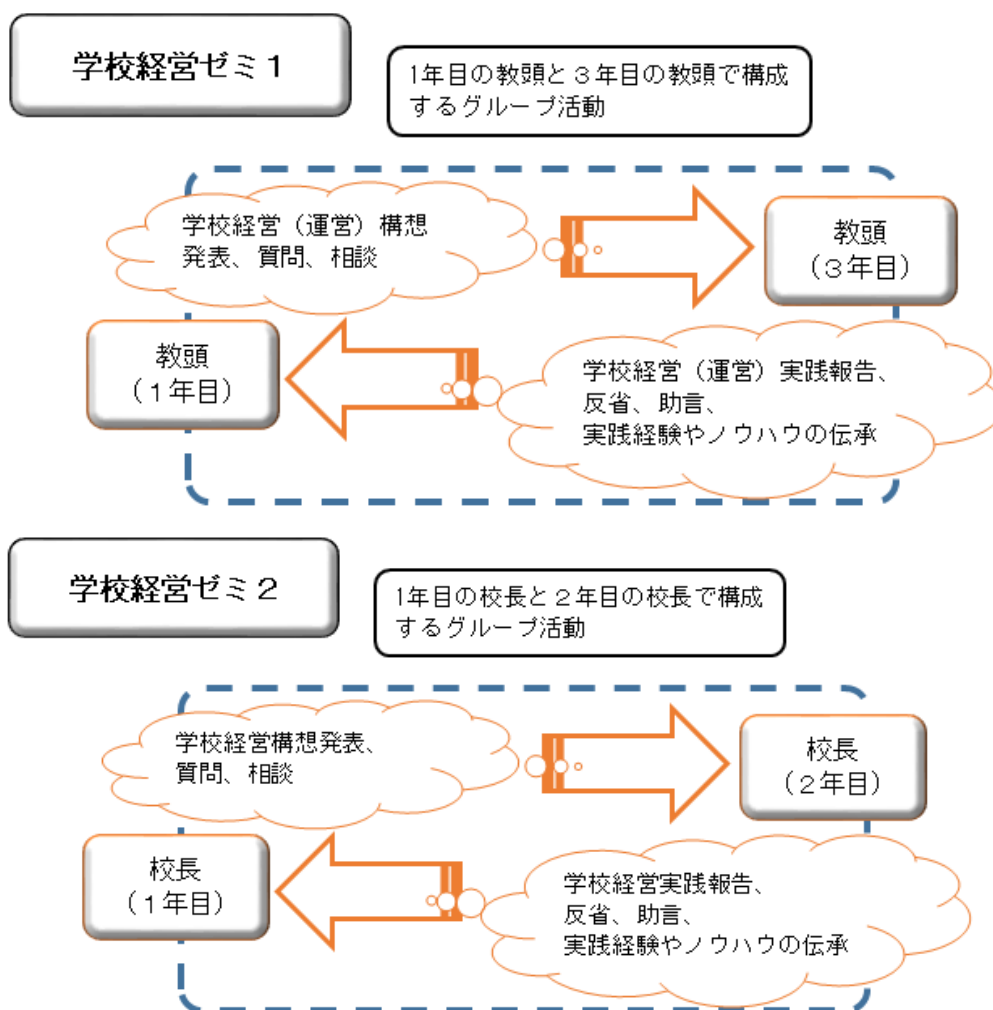 学校経営ゼミ１
1年目の教頭と３年目の教頭で構成
するグループ活動
学校経営（運営）構想
発表、質問、相談
教頭
（３年目）
教頭
（１年目）
学校経営（運営）実践報告、
反省、助言、
実践経験やノウハウの伝承
学校経営ゼミ２
1年目の校長と２年目の校長で構成
するグループ活動
学校経営構想発表、
質問、相談
校長
（２年目）
校長
（１年目）
学校経営実践報告、
反省、助言、
実践経験やノウハウの伝承